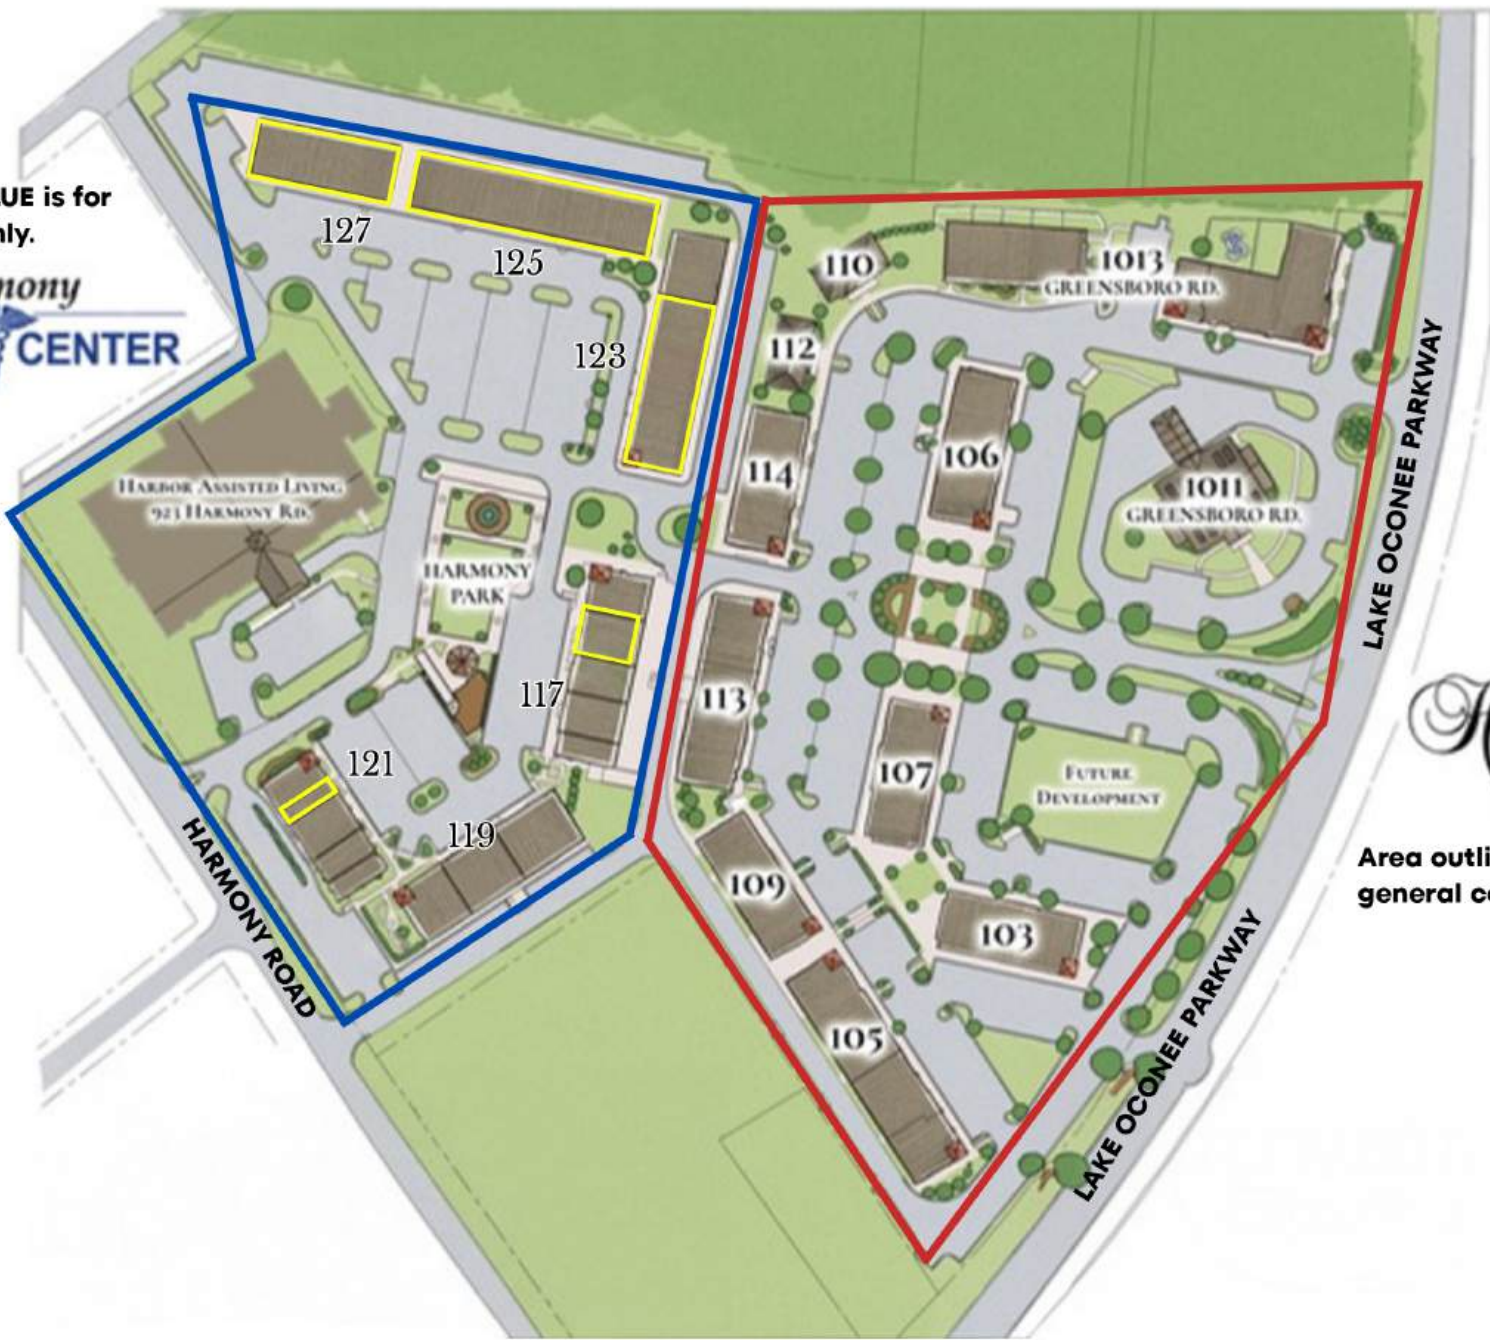 UE is for
nly.
mony
CENTER
127
125
123
110
1013
GREENSBORO RD.
112
114
106
1011
GREENSBORO RD.
LAKE OCONEE PARKWAY
HARBOR ASSISTED LIVING
923 HARMONY RD.
HARMONY
PARK
117
113
121
107
FUTURE
DEVELOPMENT
119
109
103
105
HARMONY ROAD
LAKE OCONEE PARKWAY
H
Area outli
general c